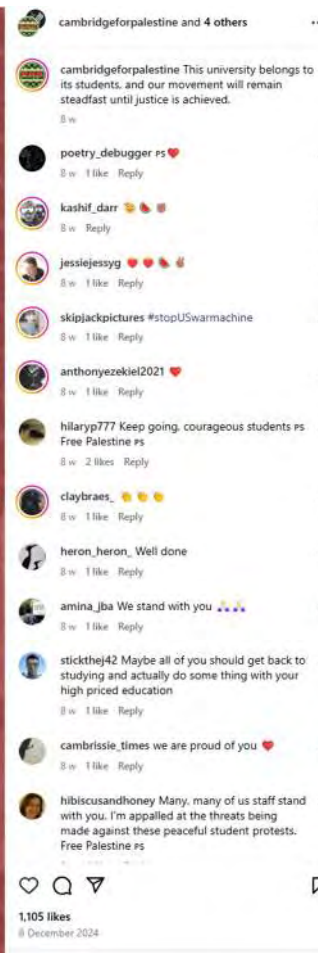 cambridgeforpalestine and 4 others
cambridgeforpalestine This university belongs to
its students, and our movement will remain
steadfast until justice is achieved.
8 w
poetry_debugger PS❤️
8 w 1 like Reply
kashif_darr 🫡 🍉 ✊🏽
8 w Reply
jessiejessyg ❤️ ❤️ 🍉 ✌🏽
8 w 1 like Reply
skipjackpictures #stopUSwarmachine
8 w 1 like Reply
anthonyezekiel2021 ❤️
8 w 1 like Reply
hilaryp777 Keep going, courageous students PS
Free Palestine PS
8 w 2 likes Reply
claybraes_ 👏 👏 👏
8 w 1 like Reply
heron_heron_ Well done
8 w 1 like Reply
amina_jba We stand with you
8 w 1 like Reply
stickthej42 Maybe all of you should get back to
studying and actually do some thing with your
high priced education
8 w 1 like Reply
cambrissie_times we are proud of you ❤️
8 w 1 like Reply
hibiscusandhoney Many, many of us staff stand
with you. I'm appalled at the threats being
made against these peaceful student protests.
Free Palestine PS
1,105 likes
8 December 2024